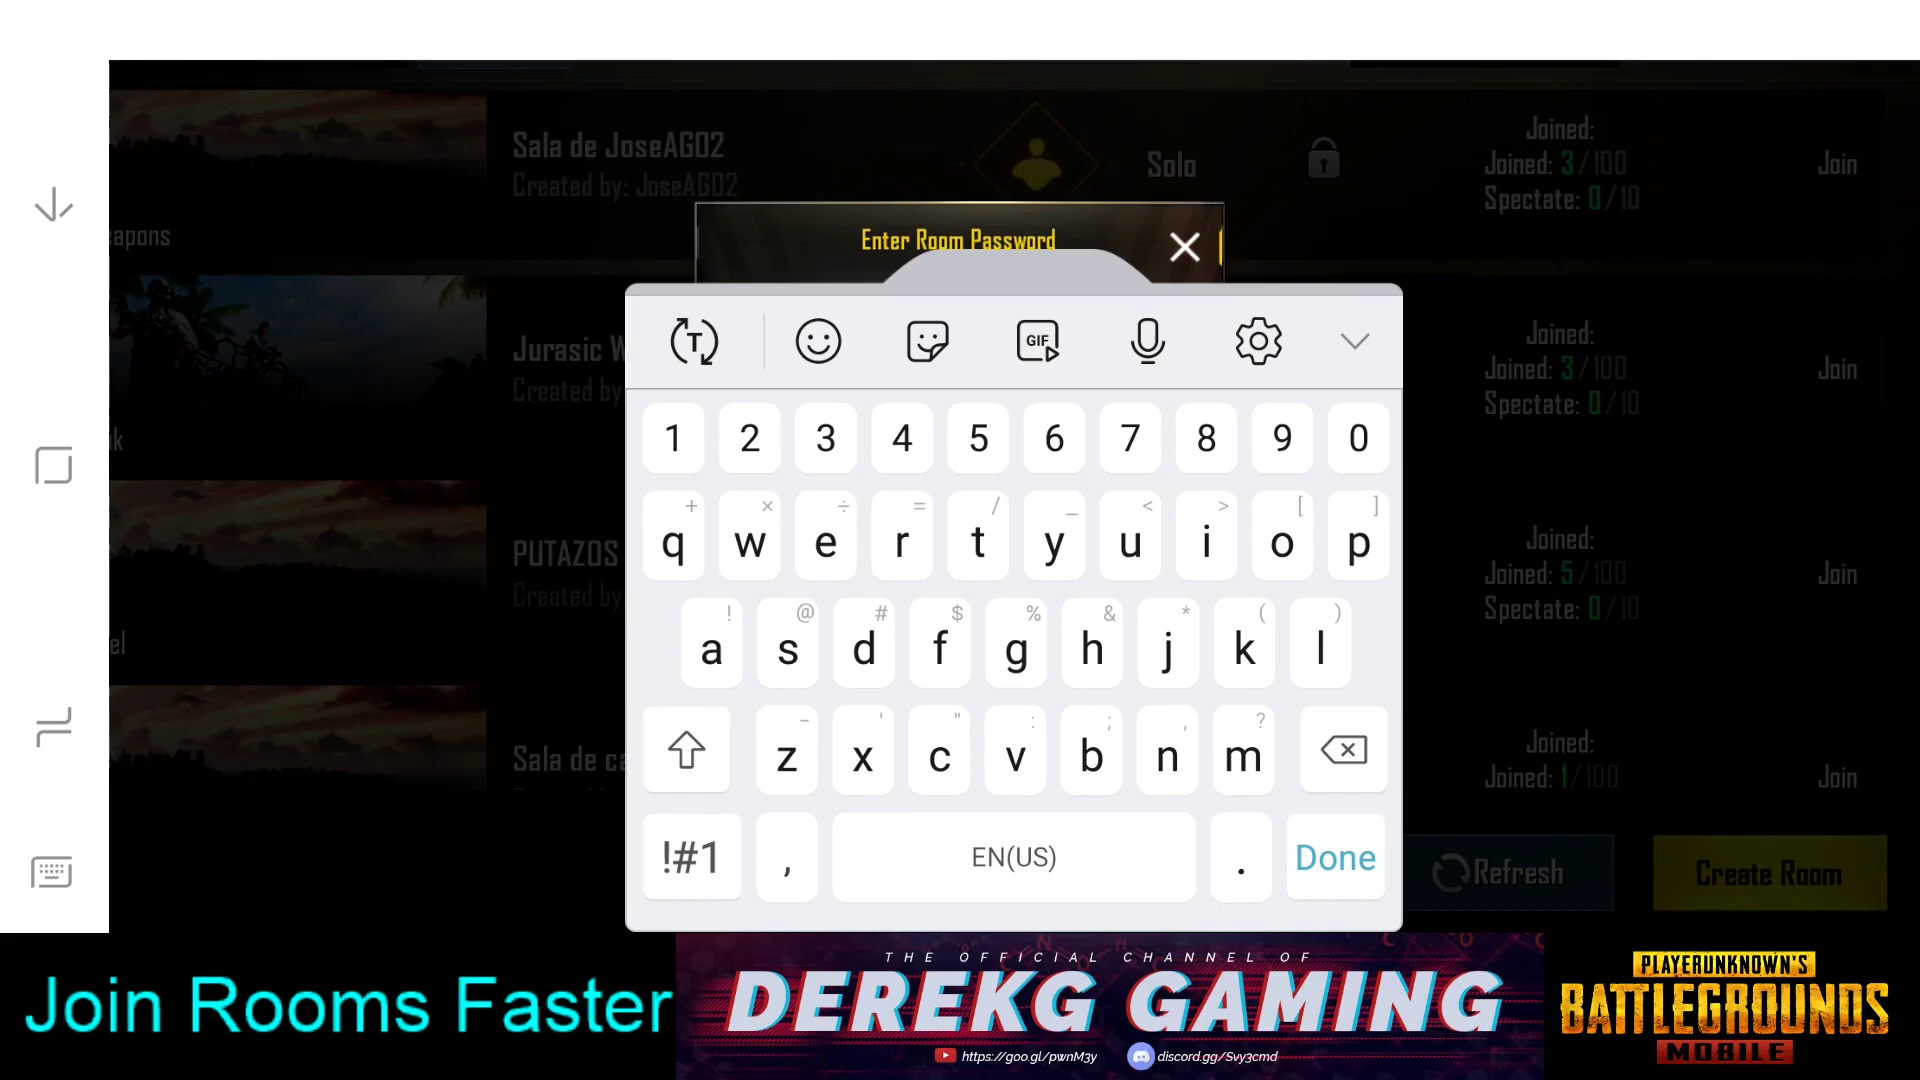 Sala de JoseAG02
Created by: JoseAG02
Solo
Joined:
Joined: 3/100
Spectate: 0/10
Join
apons
Enter Room Password
Jurasic W
Created by
Joined:
Joined: 3/100
Spectate: 0/10
Join
k
PUTAZOS
Created by
Joined:
Joined: 5/100
Spectate: 0/10
Join
el
Sala de ca
Joined:
Joined: 1/100
Join
Refresh
Create Room
T
GIF
1 2 3 4 5 6 7 8 9 0
+ × ÷ = / _ < > [ ]
q w e r t y u i o p
! @ # $ % & * ( )
a s d f g h j k l
- ' " : ; , ?
z x c v b n m
!#1 , EN(US) . Done
Join Rooms Faster
THE OFFICIAL CHANNEL OF
DEREKG GAMING
https://goo.gl/pwnM3y
discord.gg/Svy3cmd
PLAYERUNKNOWN'S
BATTLEGROUNDS
MOBILE